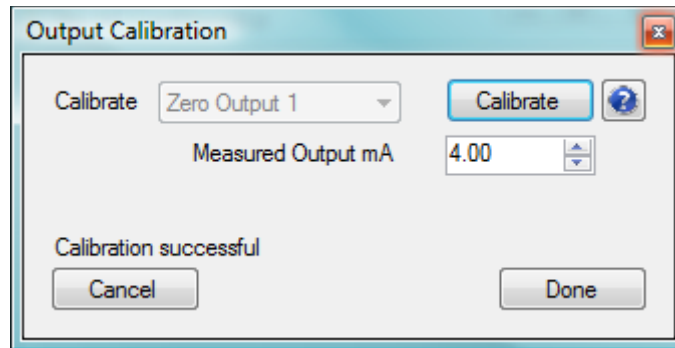 Output Calibration
Calibrate Zero Output 1 Calibrate ?
Measured Output mA 4.00
Calibration successful
Cancel Done